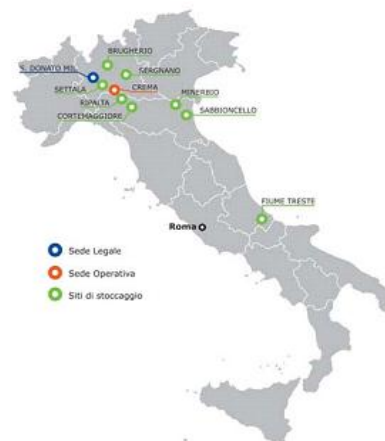 BRUGHERIO
S. DONATO MIL.
SERGNANO
SETTALA
CREMA
MINERBIO
RIPALTA
CORTEMAGGIORE
SABBIONCELLO
FIUME TRESTE
Roma
Sede Legale
Sede Operativa
Siti di stoccaggio